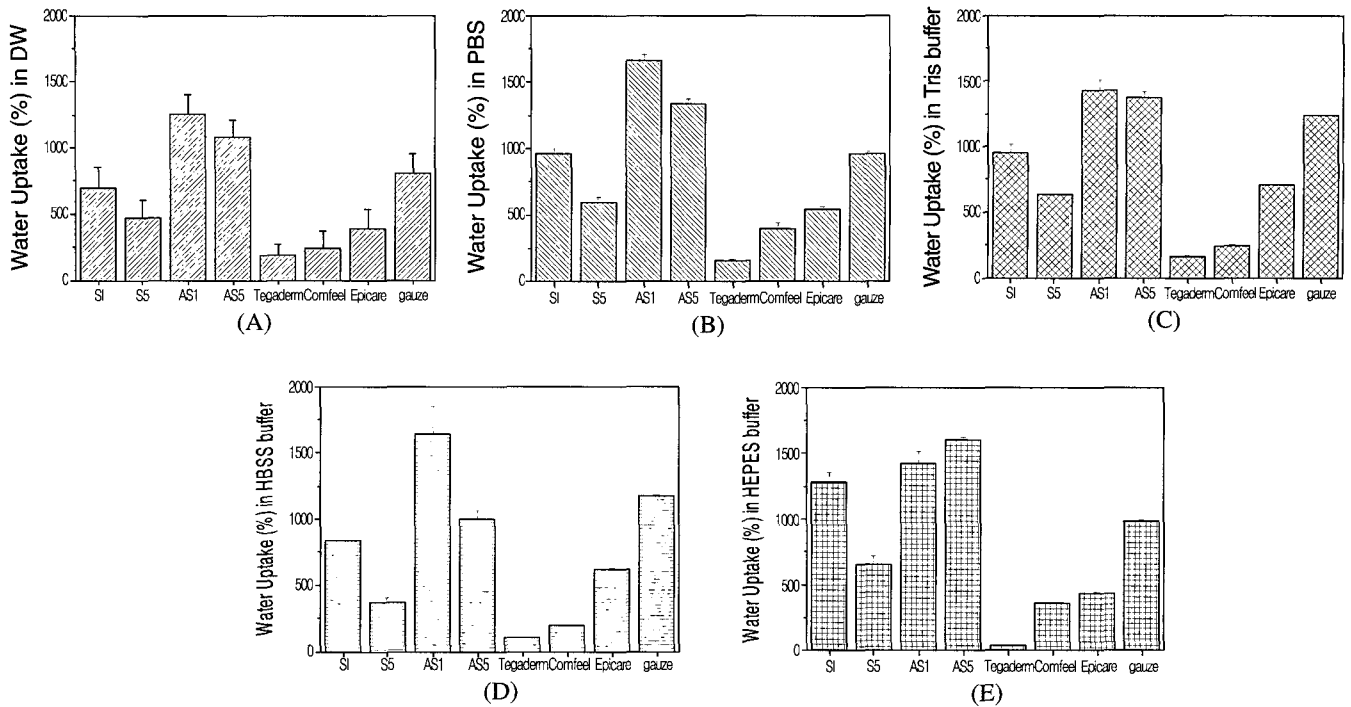 Water Uptake (%) in DW
2000
1500
1000
500
0
SI S5 AS1 AS5 Tegaderm Comfeel Epicare gauze
(A)
Water Uptake (%) in PBS
2000
1500
1000
500
0
SI S5 AS1 AS5 Tegaderm Comfeel Epicare gauze
(B)
Water Uptake (%) in Tris buffer
2000
1500
1000
500
0
SI S5 AS1 AS5 Tegaderm Comfeel Epicare gauze
(C)
Water Uptake (%) in HBSS buffer
2000
1500
1000
500
0
SI S5 AS1 AS5 Tegaderm Comfeel Epicare gauze
(D)
Water Uptake (%) in HEPES buffer
2000
1500
1000
500
0
SI S5 AS1 AS5 Tegaderm Comfeel Epicare gauze
(E)